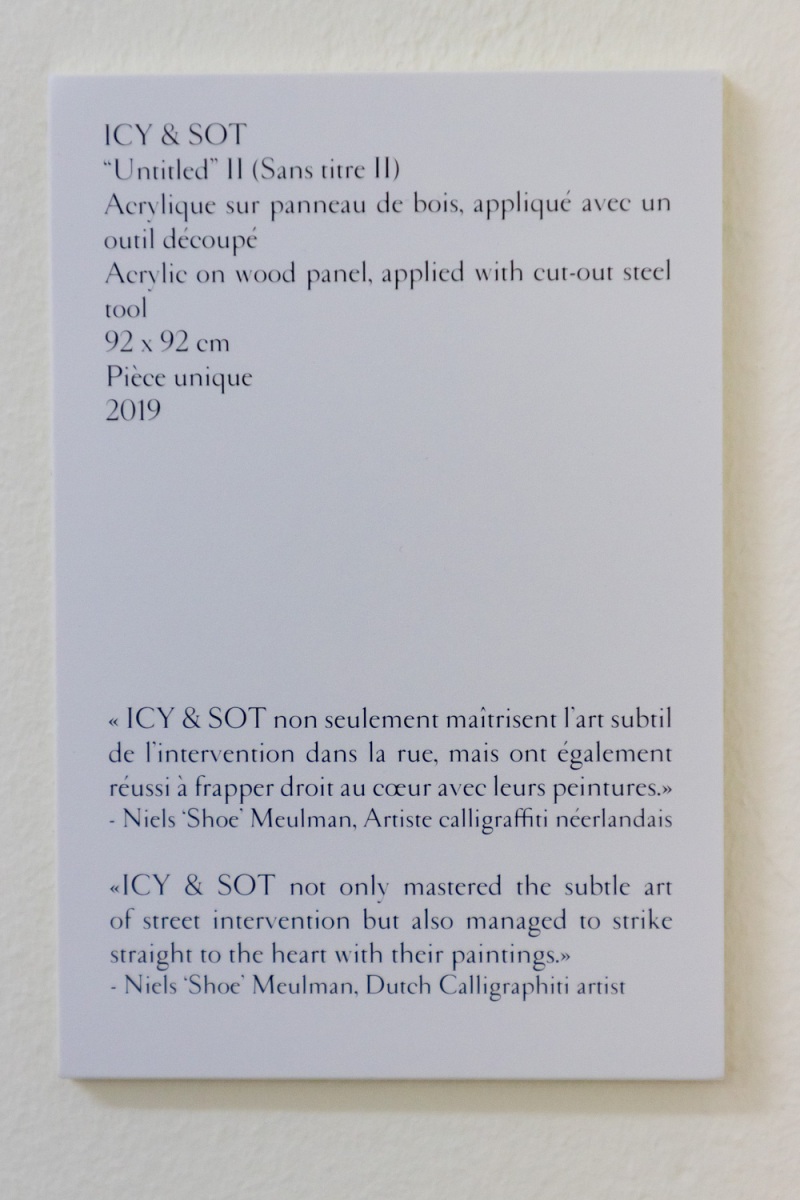 ICY & SOT
“Untitled” II (Sans titre II)
Acrylique sur panneau de bois, appliqué avec un
outil découpé
Acrylic on wood panel, applied with cut-out steel
tool
92 x 92 cm
Pièce unique
2019
« ICY & SOT non seulement maîtrisent l'art subtil
de l'intervention dans la rue, mais ont également
réussi à frapper droit au cœur avec leurs peintures.»
- Niels ‘Shoe’ Meulman, Artiste calligraffiti néerlandais
«ICY & SOT not only mastered the subtle art
of street intervention but also managed to strike
straight to the heart with their paintings.»
- Niels ‘Shoe’ Meulman, Dutch Calligraphiti artist